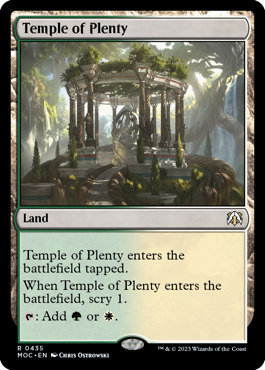 Temple of Plenty
Land
Temple of Plenty enters the
battlefield tapped.
When Temple of Plenty enters the
battlefield, scry 1.
: Add or .
R 0435
MOC • EN Chris Ostrowski
™ & © 2023 Wizards of the Coast